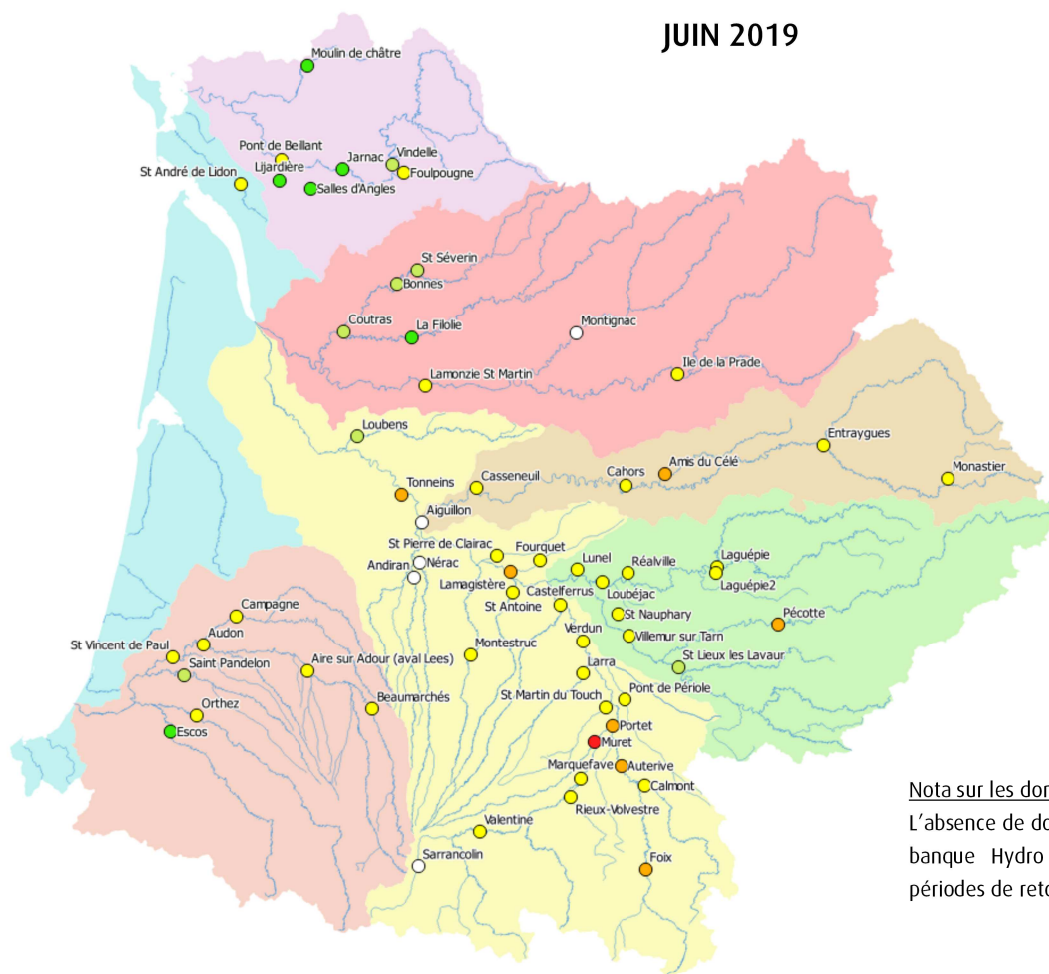 JUIN 2019
Moulin de châtre
Pont de Bellant
Jarnac
Vindelle
Lijardière
St André de Lidon
Foulpougne
Salles d'Angles
St Séverin
Bonnes
Coutras
La Filolie
Montignac
Lamonzie St Martin
Ile de la Prade
Loubens
Entraygues
Amis du Célé
Cahors
Casseneuil
Monastier
Tonneins
Aiguillon
St Pierre de Clairac
Fourquet
Lunel
Réalville
Laguépie
Nérac
Andiran
Lamagistère
Castelferrus
Loubéjac
Laguépie2
St Antoine
Campagne
St Nauphary
Pécotte
Verdun
Villemur sur Tarn
Audon
St Vincent de Paul
Montestruc
St Lieux les Lavaur
Aire sur Adour (aval Lees)
Saint Pandelon
Larra
Beaumarchés
St Martin du Touch
Pont de Périole
Orthez
Portet
Escos
Muret
Marquefave
Auterive
Calmont
Rieux-Volvestre
Valentine
Sarrancolin
Foix
Nota sur les don
L'absence de do
banque Hydro
périodes de reto